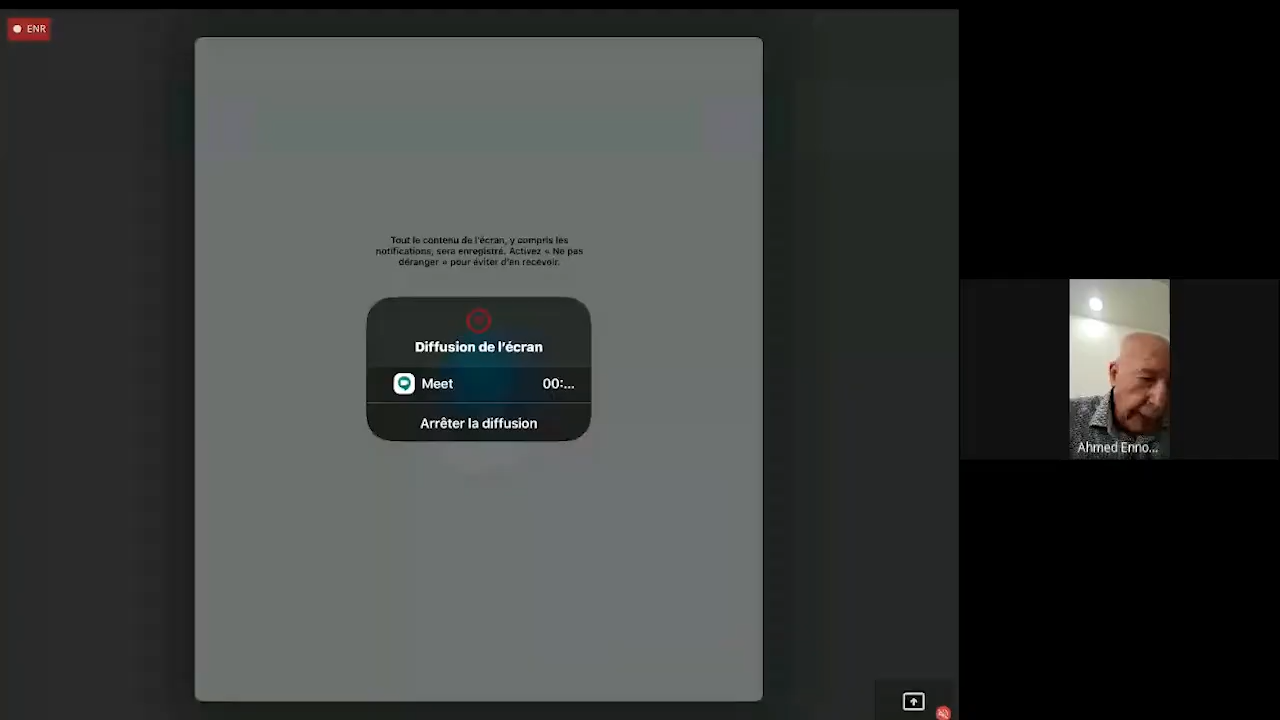 ENR
Tout le contenu de l'écran, y compris les
notifications, sera enregistré. Activez « Ne pas
déranger » pour éviter d'en recevoir.
Diffusion de l'écran
Meet 00:...
Arrêter la diffusion
Ahmed Enno...